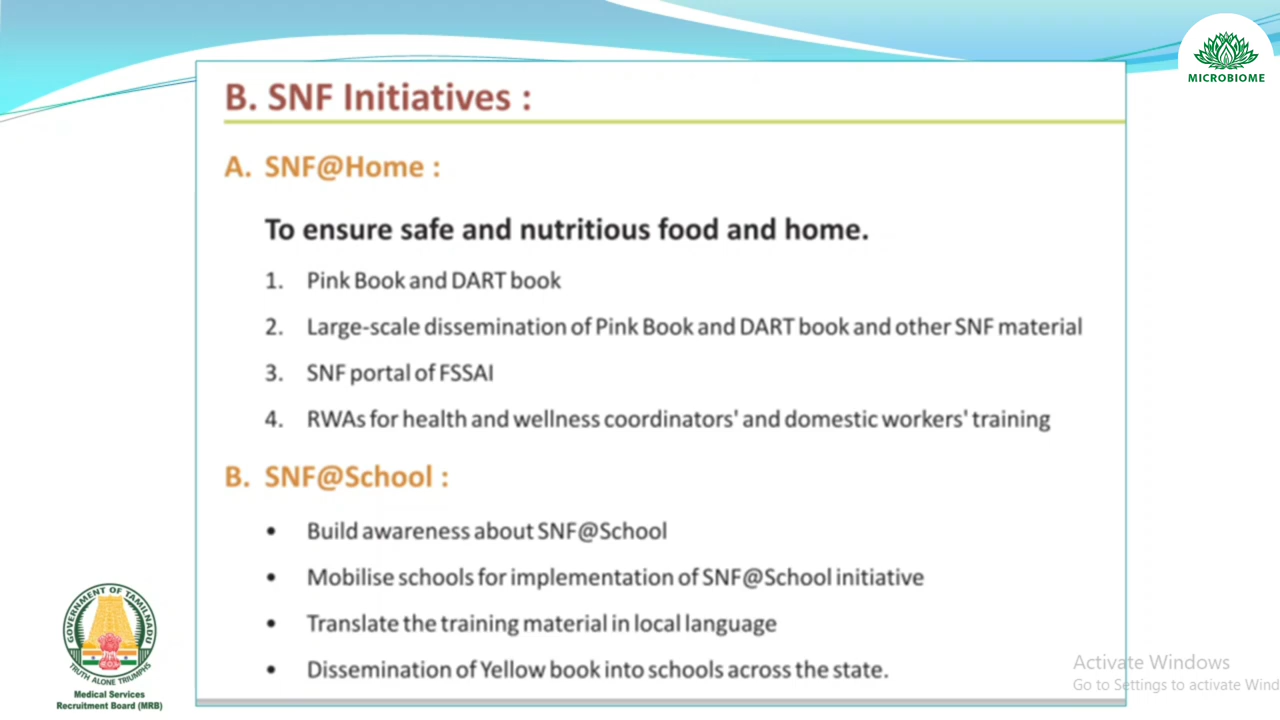 MICROBIOME
B. SNF Initiatives :
A. SNF@Home :
To ensure safe and nutritious food and home.
1. Pink Book and DART book
2. Large-scale dissemination of Pink Book and DART book and other SNF material
3. SNF portal of FSSAI
4. RWAs for health and wellness coordinators' and domestic workers' training
B. SNF@School :
• Build awareness about SNF@School
• Mobilise schools for implementation of SNF@School initiative
• Translate the training material in local language
• Dissemination of Yellow book into schools across the state.
GOVERNMENT OF TAMILNADU
TRUTH ALONE TRIUMPHS
Medical Services
Recruitment Board (MRB)
Activate Windows
Go to Settings to activate Wind